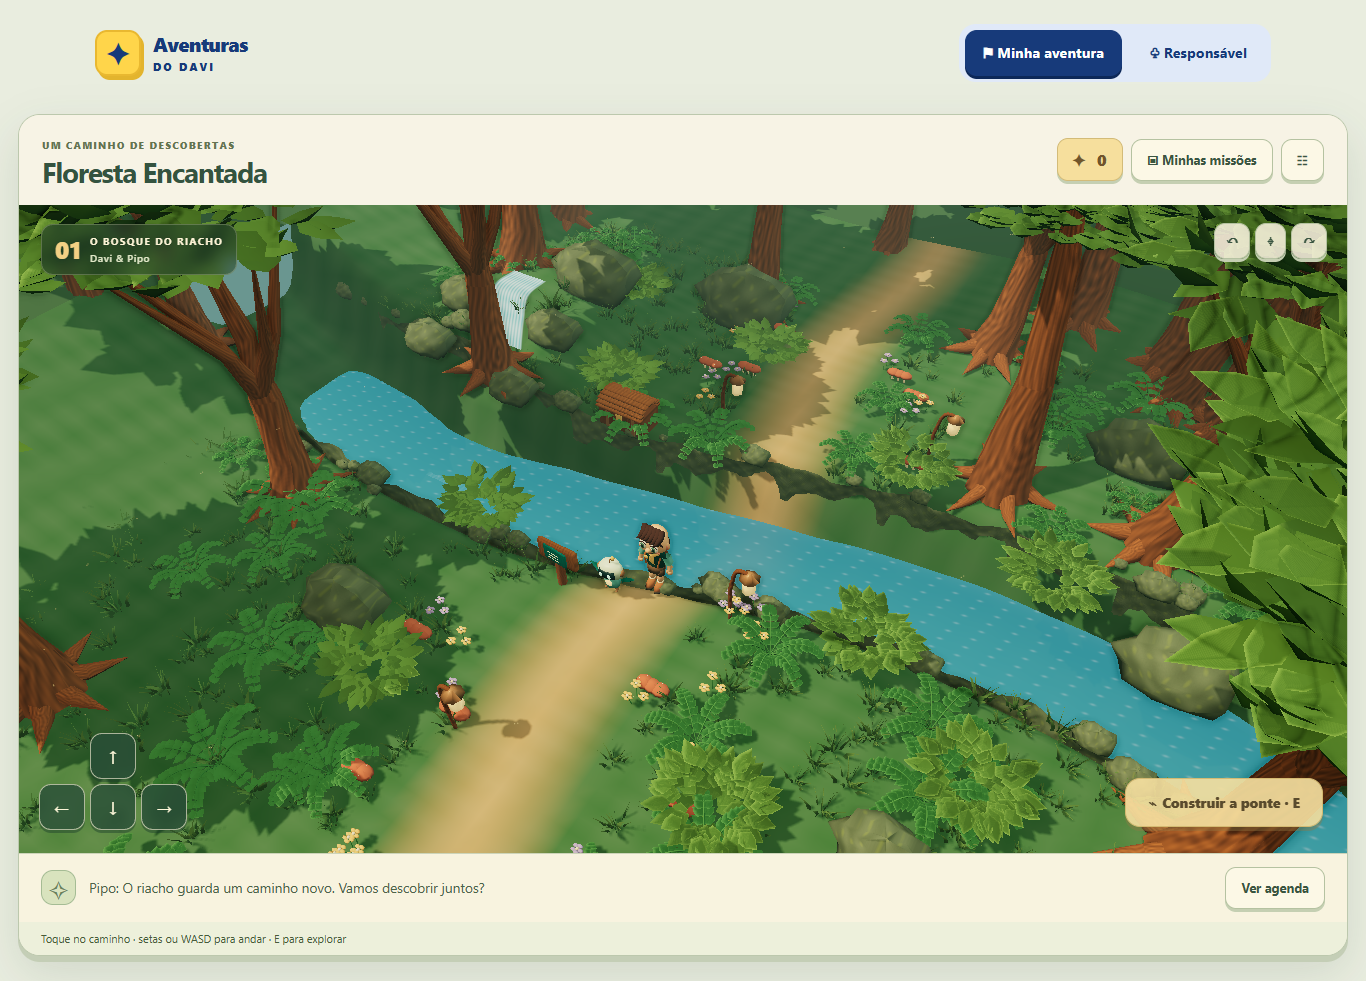 Aventuras
DO DAVI
Minha aventura
Responsável
UM CAMINHO DE DESCOBERTAS
Floresta Encantada
0
Minhas missões
01
O BOSQUE DO RIACHO
Davi & Pipo
Construir a ponte · E
Pipo: O riacho guarda um caminho novo. Vamos descobrir juntos?
Ver agenda
Toque no caminho · setas ou WASD para andar · E para explorar